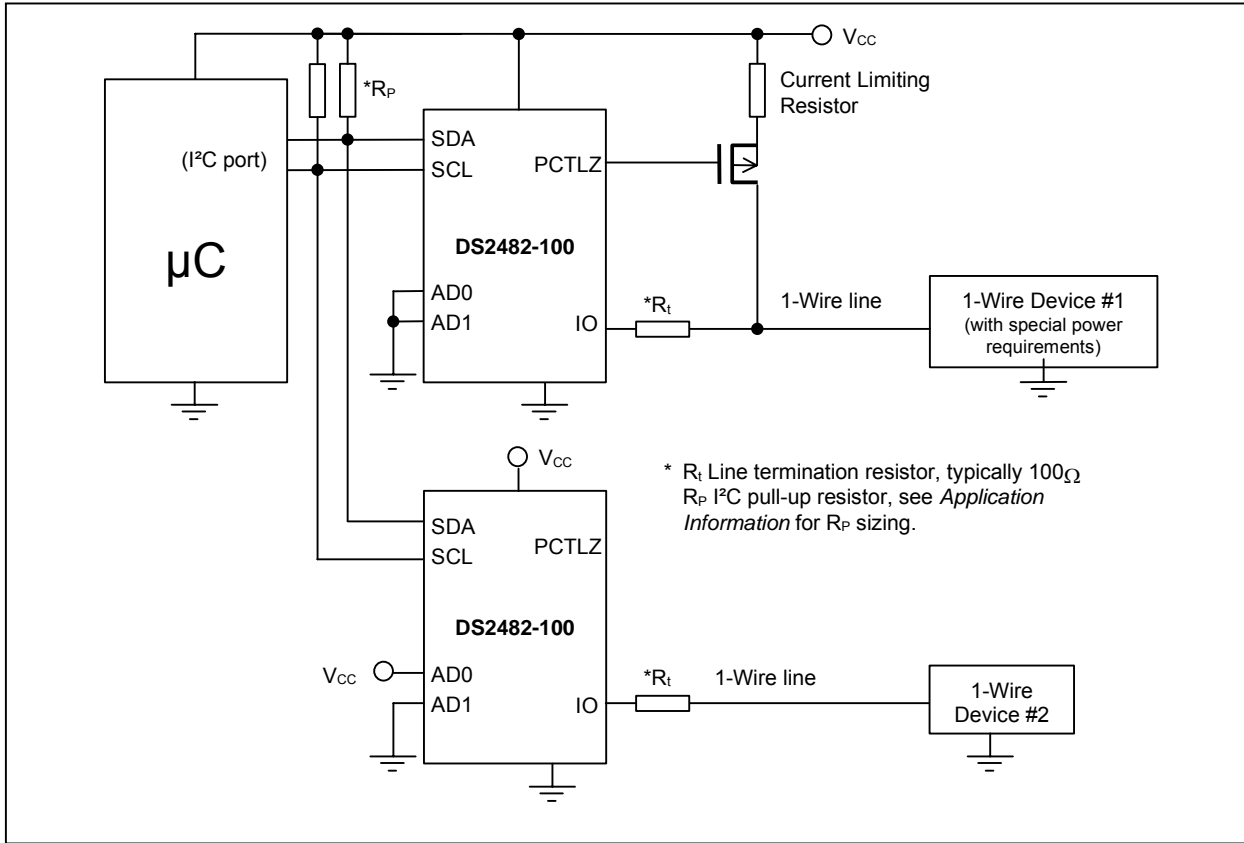 V_CC
*R_P
Current Limiting
Resistor
(I²C port)
µC
SDA
SCL
PCTLZ
DS2482-100
AD0
AD1
IO
*R_t
1-Wire line
1-Wire Device #1
(with special power
requirements)
V_CC
* R_t Line termination resistor, typically 100Ω
R_P I²C pull-up resistor, see Application
Information for R_P sizing.
SDA
SCL
PCTLZ
DS2482-100
V_CC
AD0
AD1
IO
*R_t
1-Wire line
1-Wire
Device #2